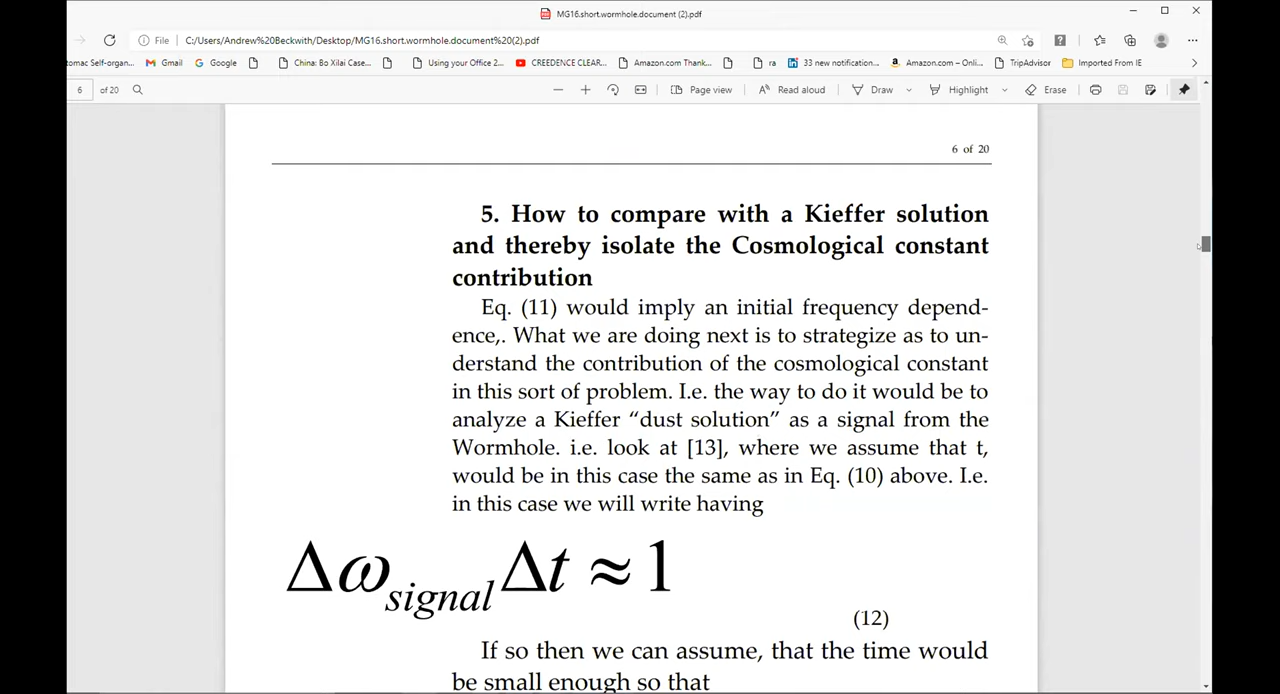 MG16.short.wormhole.document (2).pdf
File C:/Users/Andrew%20Beckwith/Desktop/MG16.short.wormhole.document%20(2).pdf
tomac Self-organ... Gmail Google China: Bo Xilai Case... Using your Office 2... CREEDENCE CLEAR... Amazon.com Thank... ra 33 new notification... Amazon.com – Onli... TripAdvisor Imported From IE
6 of 20 Page view Read aloud Draw Highlight Erase
6 of 20
5. How to compare with a Kieffer solution
and thereby isolate the Cosmological constant
contribution
Eq. (11) would imply an initial frequency depend-
ence,. What we are doing next is to strategize as to un-
derstand the contribution of the cosmological constant
in this sort of problem. I.e. the way to do it would be to
analyze a Kieffer “dust solution” as a signal from the
Wormhole. i.e. look at [13], where we assume that t,
would be in this case the same as in Eq. (10) above. I.e.
in this case we will write having
Δω_signal Δt ≈ 1
(12)
If so then we can assume, that the time would
be small enough so that